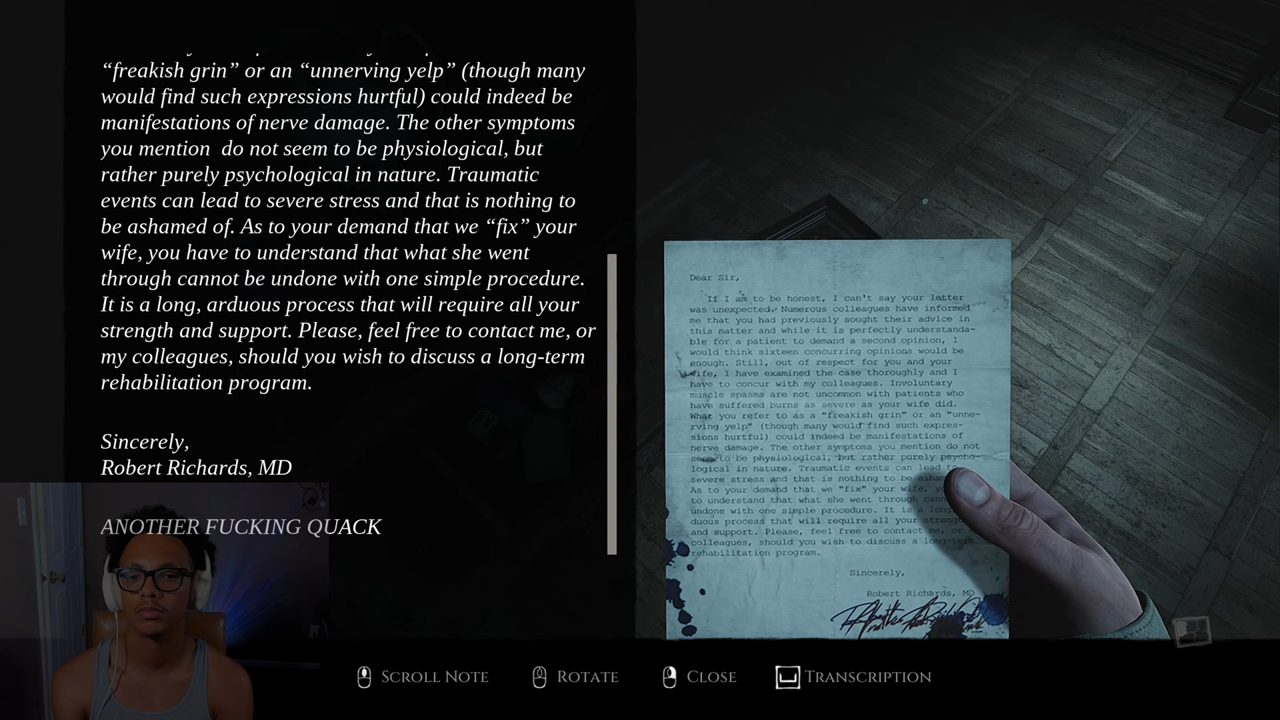 “freakish grin” or an “unnerving yelp” (though many
would find such expressions hurtful) could indeed be
manifestations of nerve damage. The other symptoms
you mention  do not seem to be physiological, but
rather purely psychological in nature. Traumatic
events can lead to severe stress and that is nothing to
be ashamed of. As to your demand that we “fix” your
wife, you have to understand that what she went
through cannot be undone with one simple procedure.
It is a long, arduous process that will require all your
strength and support. Please, feel free to contact me, or
my colleagues, should you wish to discuss a long-term
rehabilitation program.
Sincerely,
Robert Richards, MD
ANOTHER FUCKING QUACK
Dear Sir,
If I am to be honest, I can't say your letter
was unexpected. Numerous colleagues have informed
me that you had previously sought their advice in
this matter and while it is perfectly understanda-
ble for a patient to demand a second opinion, I
would think sixteen concurring opinions would be
enough. Still, out of respect for you and your
wife, I have examined the case thoroughly and I
have to concur with my colleagues. Involuntary
muscle spasms are not uncommon with patients who
have suffered burns as severe as your wife did.
What you refer to as a "freakish grin" or an "unne-
rving yelp" (though many would find such expres-
sions hurtful) could indeed be manifestations of
nerve damage. The other symptoms you mention do not
seem to be physiological, but rather purely psycho-
logical in nature. Traumatic events can lead to
severe stress and that is nothing to be
As to your demand that we "fix" your wife,
to understand that what she went through
undone with one simple procedure. It is a
duous process that will require all your
and support. Please, feel free to contact me, or
colleagues, should you wish to discuss a long-term
rehabilitation program.
Sincerely,
Robert Richards, MD
SCROLL NOTE
ROTATE
CLOSE
TRANSCRIPTION